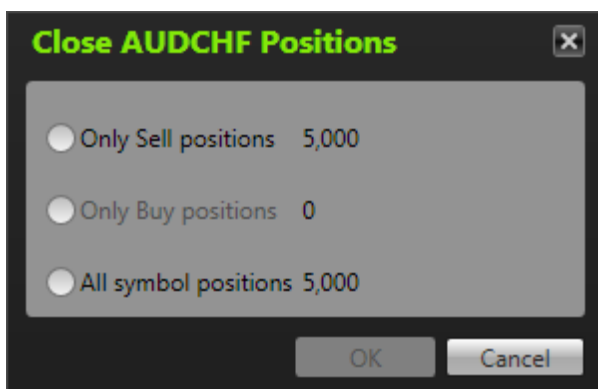 Close AUDCHF Positions
Only Sell positions 5,000
Only Buy positions 0
All symbol positions 5,000
OK Cancel